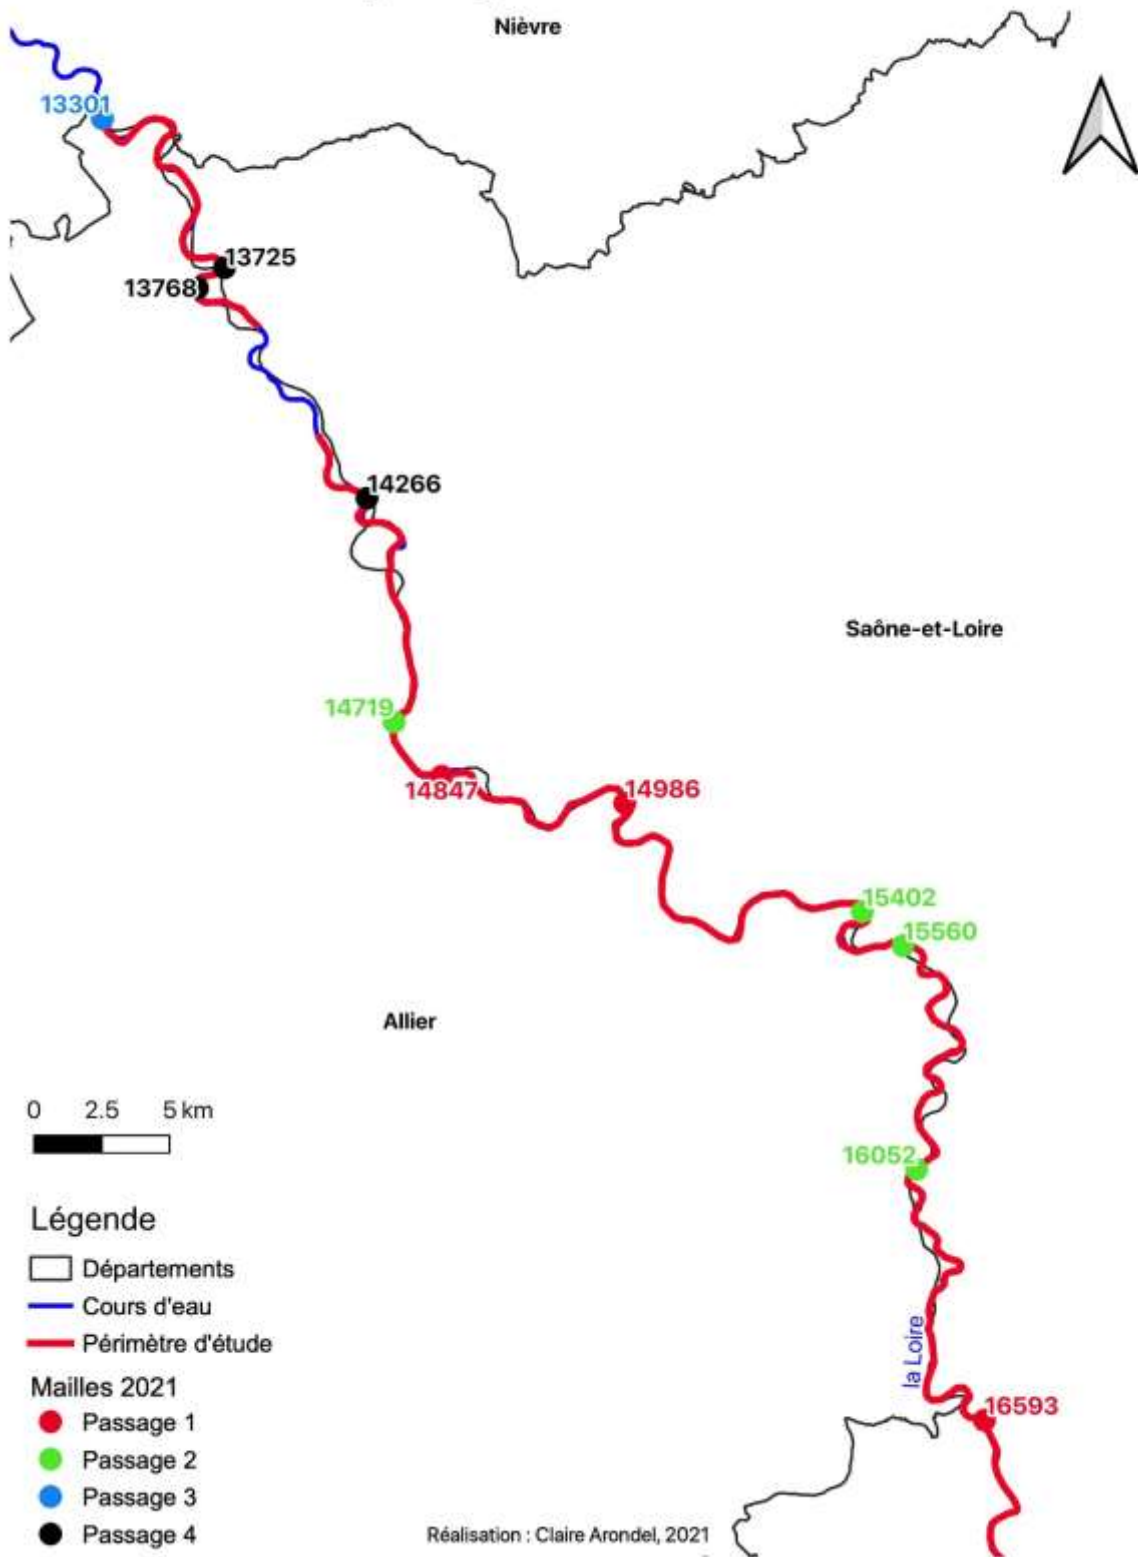 Nièvre
13301
13725
13768
14266
Saône-et-Loire
14719
14847
14986
15402
15560
Allier
0 2.5 5 km
16052
Légende
Départements
Cours d'eau
Périmètre d'étude
la Loire
Mailles 2021
Passage 1
16593
Passage 2
Passage 3
Passage 4
Réalisation : Claire Arondel, 2021